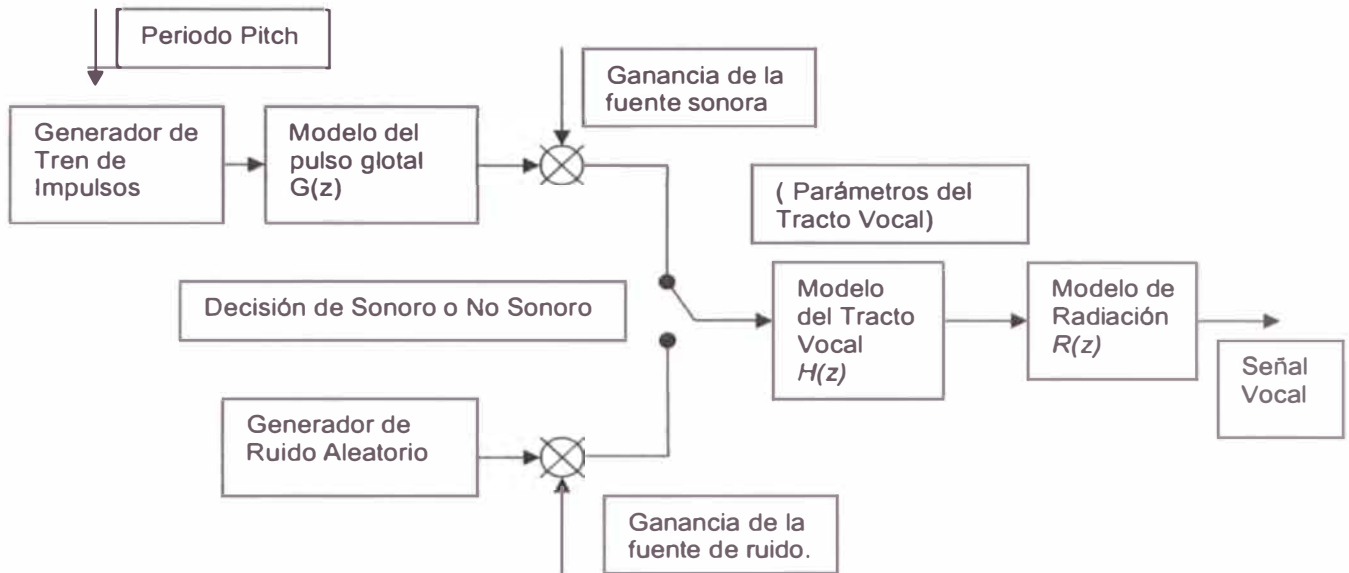 Periodo Pitch
Ganancia de la
fuente sonora
Generador de
Tren de
Impulsos
Modelo del
pulso glotal
G(z)
( Parámetros del
Tracto Vocal)
Decisión de Sonoro o No Sonoro
Modelo
del Tracto
Vocal
H(z)
Modelo de
Radiación
R(z)
Señal
Vocal
Generador de
Ruido Aleatorio
Ganancia de la
fuente de ruido.